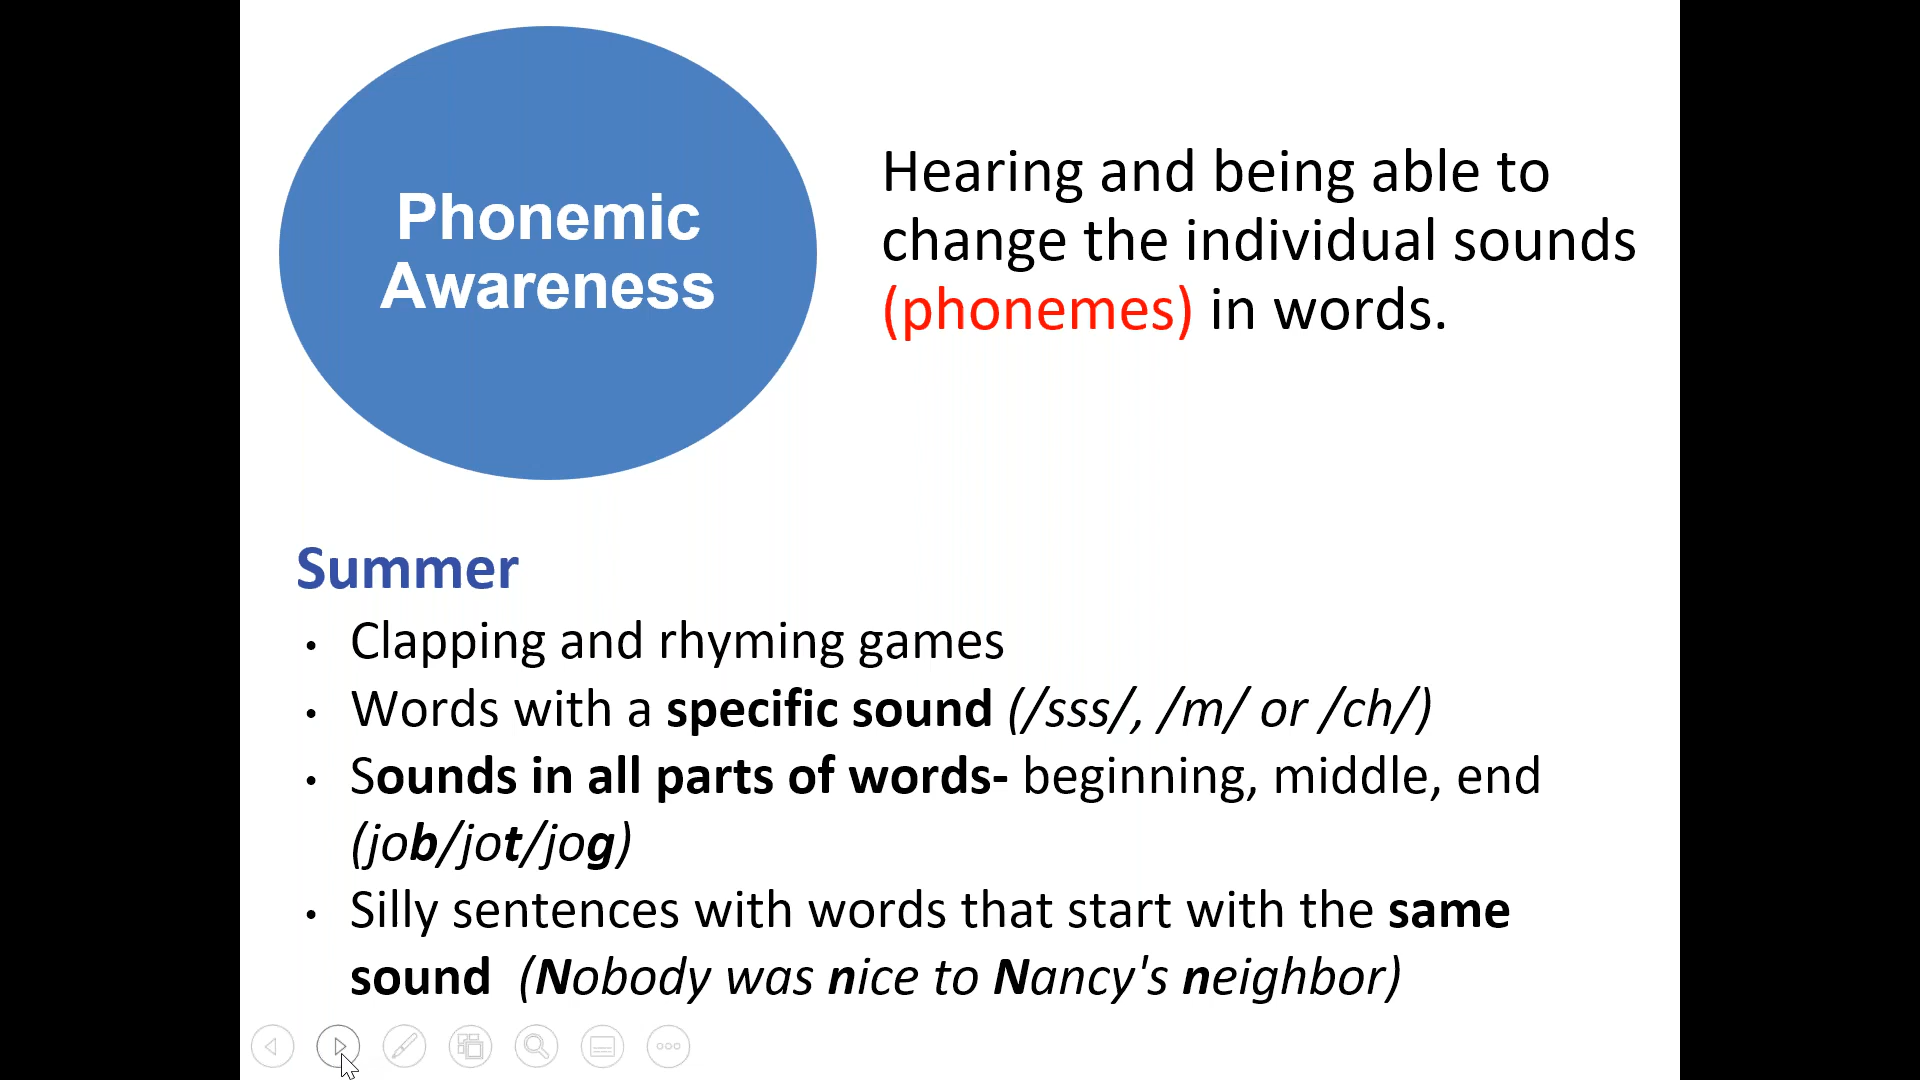 Phonemic
Awareness
Hearing and being able to
change the individual sounds
(phonemes) in words.
Summer
• Clapping and rhyming games
• Words with a specific sound (/sss/, /m/ or /ch/)
• Sounds in all parts of words- beginning, middle, end
(job/jot/jog)
• Silly sentences with words that start with the same
sound (Nobody was nice to Nancy's neighbor)